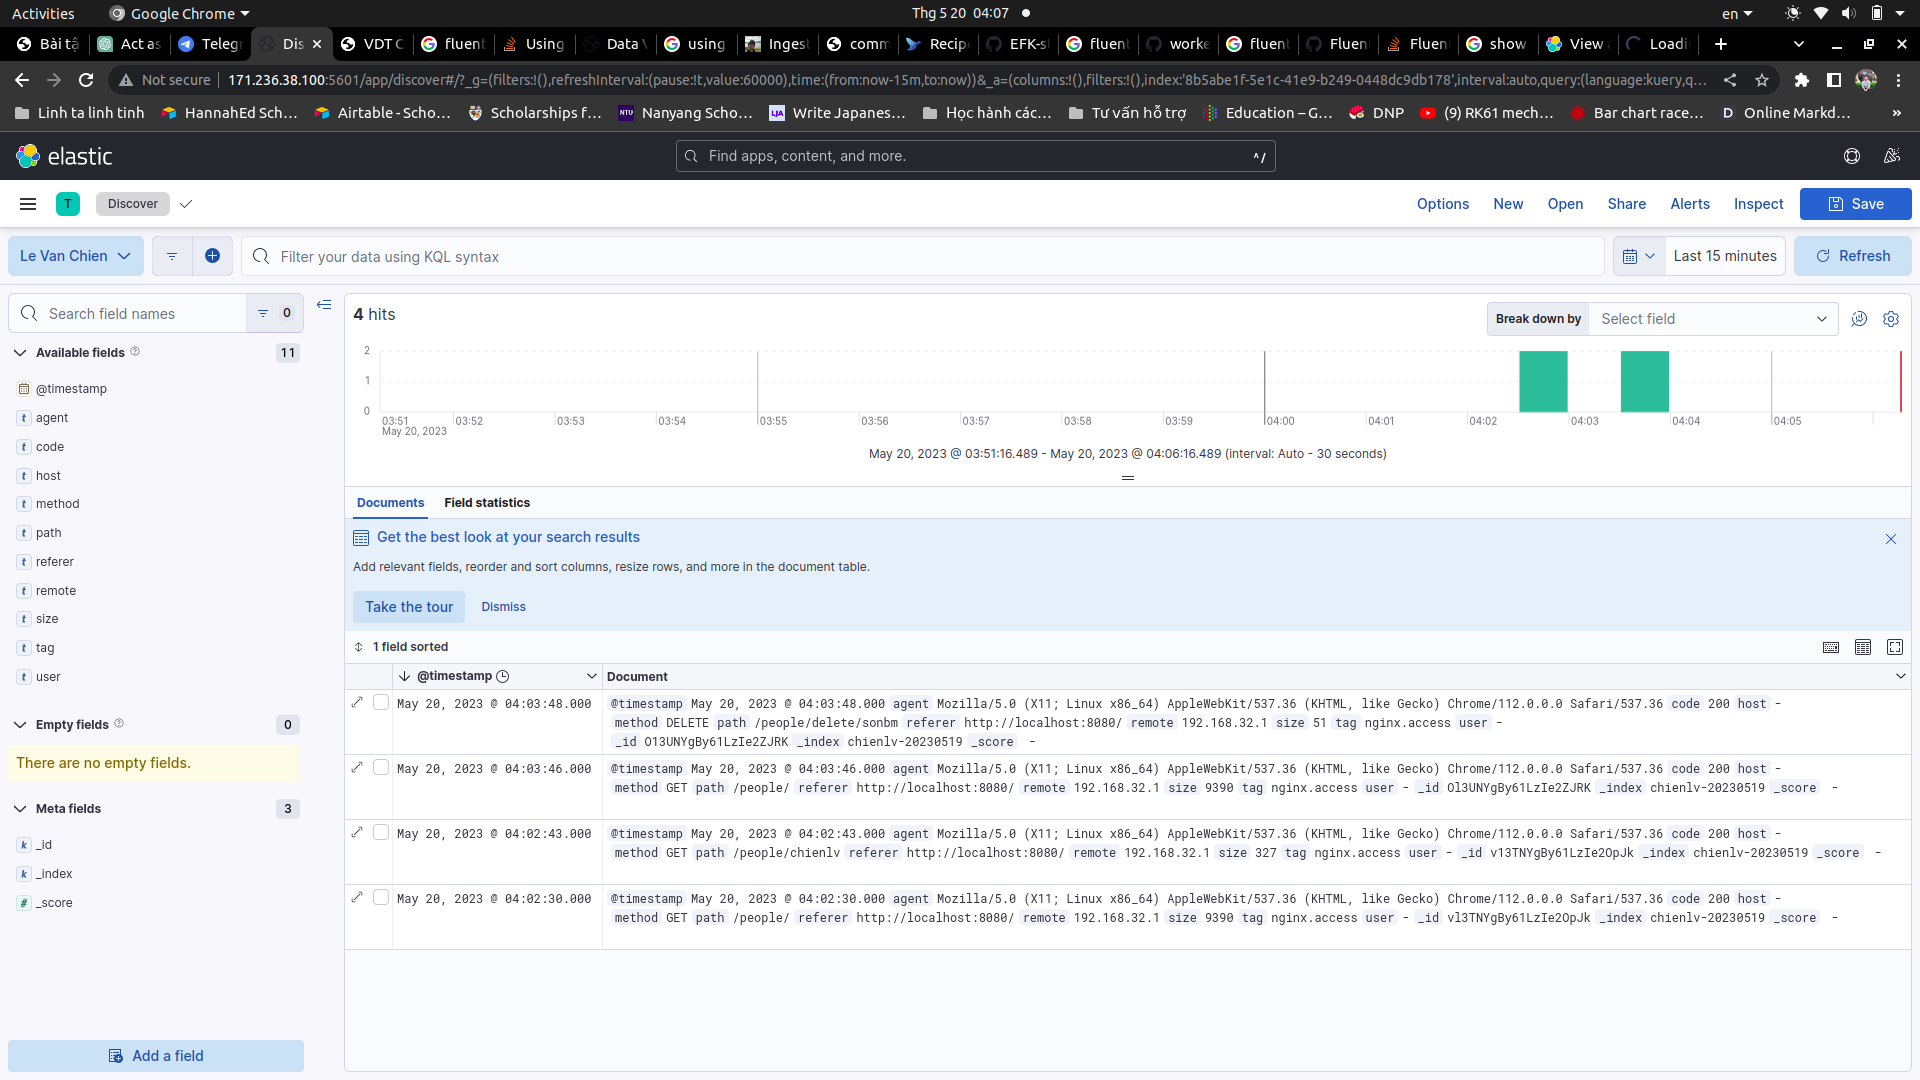 Activities Google Chrome Thg 5 20 04:07 en
Bài tậ Act as Telegr Dis VDT C fluent Using Data V using Ingest comm Recip EFK-s fluent worke fluent Fluen Fluen show View Loadi
Not secure 171.236.38.100:5601/app/discover#/?_g=(filters:!(),refreshInterval:(pause:!t,value:60000),time:(from:now-15m,to:now))&_a=(columns:!(),filters:!(),index:'8b5abe1f-5e1c-41e9-b249-0448dc9db178',interval:auto,query:(language:kuery,q...
Linh ta linh tinh HannahEd Sch... Airtable - Scho... Scholarships f... NTU Nanyang Scho... LJA Write Japanes... Học hành các... Tư vấn hỗ trợ Education – G... DNP (9) RK61 mech... Bar chart race... D Online Markd... »
elastic Find apps, content, and more. ^/
T Discover Options New Open Share Alerts Inspect Save
Le Van Chien Filter your data using KQL syntax Last 15 minutes Refresh
Search field names 0
Available fields 11
@timestamp
t agent
t code
t host
t method
t path
t referer
t remote
t size
t tag
t user
Empty fields 0
There are no empty fields.
Meta fields 3
k _id
k _index
# _score
Add a field
4 hits Break down by Select field
2
1
0
03:51 03:52 03:53 03:54 03:55 03:56 03:57 03:58 03:59 04:00 04:01 04:02 04:03 04:04 04:05
May 20, 2023
May 20, 2023 @ 03:51:16.489 - May 20, 2023 @ 04:06:16.489 (interval: Auto - 30 seconds)
Documents Field statistics
Get the best look at your search results
Add relevant fields, reorder and sort columns, resize rows, and more in the document table.
Take the tour Dismiss
1 field sorted
@timestamp Document
May 20, 2023 @ 04:03:48.000 @timestamp May 20, 2023 @ 04:03:48.000 agent Mozilla/5.0 (X11; Linux x86_64) AppleWebKit/537.36 (KHTML, like Gecko) Chrome/112.0.0.0 Safari/537.36 code 200 host -
method DELETE path /people/delete/sonbm referer http://localhost:8080/ remote 192.168.32.1 size 51 tag nginx.access user -
_id O13UNYgBy61LzIe2ZJRK _index chienlv-20230519 _score -
May 20, 2023 @ 04:03:46.000 @timestamp May 20, 2023 @ 04:03:46.000 agent Mozilla/5.0 (X11; Linux x86_64) AppleWebKit/537.36 (KHTML, like Gecko) Chrome/112.0.0.0 Safari/537.36 code 200 host -
method GET path /people/ referer http://localhost:8080/ remote 192.168.32.1 size 9390 tag nginx.access user - _id Ol3UNYgBy61LzIe2ZJRK _index chienlv-20230519 _score -
May 20, 2023 @ 04:02:43.000 @timestamp May 20, 2023 @ 04:02:43.000 agent Mozilla/5.0 (X11; Linux x86_64) AppleWebKit/537.36 (KHTML, like Gecko) Chrome/112.0.0.0 Safari/537.36 code 200 host -
method GET path /people/chienlv referer http://localhost:8080/ remote 192.168.32.1 size 327 tag nginx.access user - _id v13TNYgBy61LzIe2OpJk _index chienlv-20230519 _score -
May 20, 2023 @ 04:02:30.000 @timestamp May 20, 2023 @ 04:02:30.000 agent Mozilla/5.0 (X11; Linux x86_64) AppleWebKit/537.36 (KHTML, like Gecko) Chrome/112.0.0.0 Safari/537.36 code 200 host -
method GET path /people/ referer http://localhost:8080/ remote 192.168.32.1 size 9390 tag nginx.access user - _id vl3TNYgBy61LzIe2OpJk _index chienlv-20230519 _score -